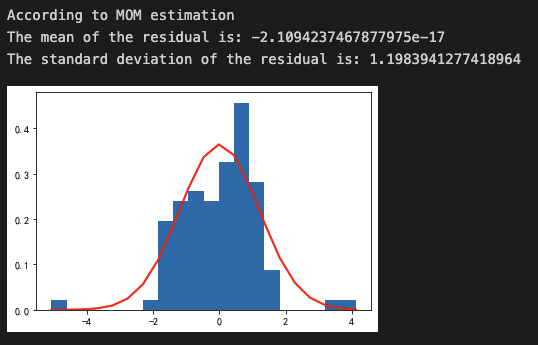 According to MOM estimation
The mean of the residual is: -2.1094237467877975e-17
The standard deviation of the residual is: 1.1983941277418964
0.4
0.3
0.2
0.1
0.0
-4 -2 0 2 4